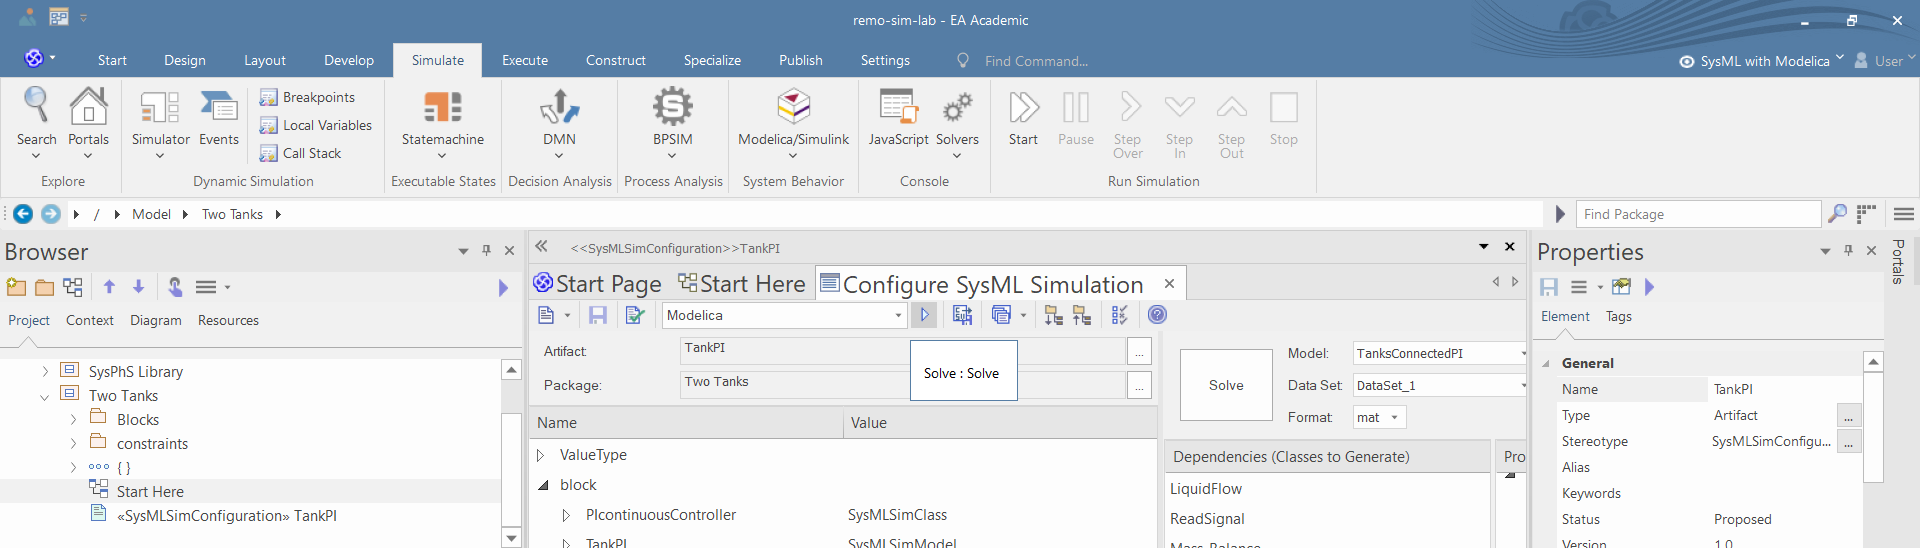 remo-sim-lab - EA Academic
Start Design Layout Develop Simulate Execute Construct Specialize Publish Settings Find Command... SysML with Modelica User
Search Portals Simulator Events Breakpoints Local Variables Call Stack Statemachine DMN BPSIM Modelica/Simulink JavaScript Solvers Start Pause Step Over Step In Step Out Stop
Explore Dynamic Simulation Executable States Decision Analysis Process Analysis System Behavior Console Run Simulation
/ Model Two Tanks Find Package
Browser
Project Context Diagram Resources
SysPhS Library
Two Tanks
Blocks
constraints
{ }
Start Here
«SysMLSimConfiguration» TankPI
<<SysMLSimConfiguration>>TankPI
Start Page Start Here Configure SysML Simulation
Modelica
Artifact: TankPI ...
Package: Two Tanks ...
Solve : Solve
Name Value
ValueType
block
PIcontinuousController SysMLSimClass
TankPI SysMLSimModel
Solve
Model: TanksConnectedPI
Data Set: DataSet_1
Format: mat
Dependencies (Classes to Generate) Pro
LiquidFlow
ReadSignal
Mass Balance
Properties
Element Tags
General
Name TankPI
Type Artifact ...
Stereotype SysMLSimConfigu... ...
Alias
Keywords
Status Proposed
Version 1.0
Portals